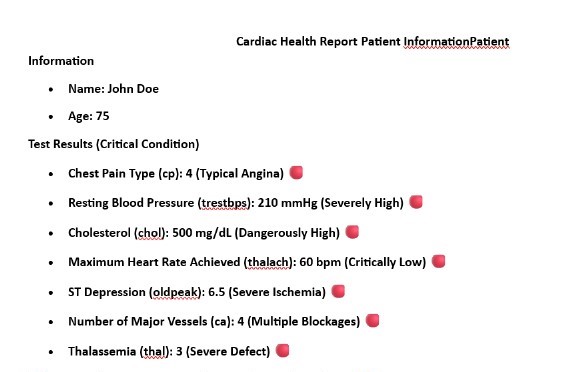 Cardiac Health Report Patient InformationPatient
Information
• Name: John Doe
• Age: 75
Test Results (Critical Condition)
• Chest Pain Type (cp): 4 (Typical Angina)
• Resting Blood Pressure (trestbps): 210 mmHg (Severely High)
• Cholesterol (chol): 500 mg/dL (Dangerously High)
• Maximum Heart Rate Achieved (thalach): 60 bpm (Critically Low)
• ST Depression (oldpeak): 6.5 (Severe Ischemia)
• Number of Major Vessels (ca): 4 (Multiple Blockages)
• Thalassemia (thal): 3 (Severe Defect)